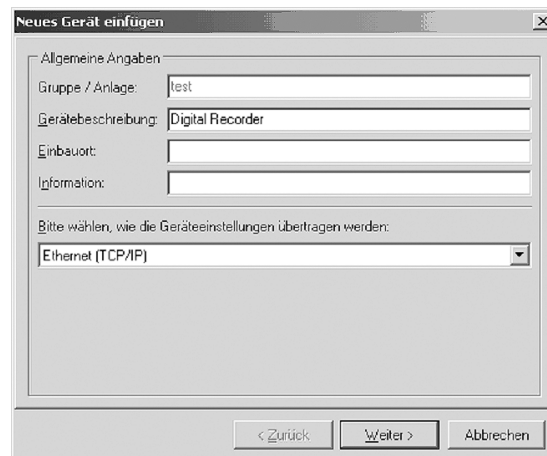 Neues Gerät einfügen
Allgemeine Angaben
Gruppe / Anlage: test
Gerätebeschreibung: Digital Recorder
Einbauort:
Information:
Bitte wählen, wie die Geräteeinstellungen übertragen werden:
Ethernet (TCP/IP)
< Zurück Weiter > Abbrechen